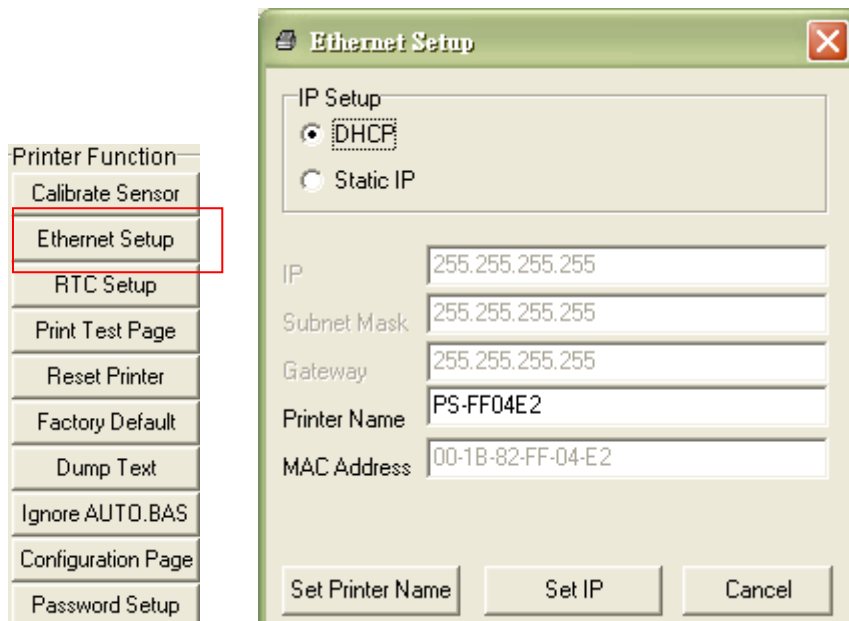 Printer Function
Calibrate Sensor
Ethernet Setup
RTC Setup
Print Test Page
Reset Printer
Factory Default
Dump Text
Ignore AUTO.BAS
Configuration Page
Password Setup
Ethernet Setup
IP Setup
DHCP
Static IP
IP 255.255.255.255
Subnet Mask 255.255.255.255
Gateway 255.255.255.255
Printer Name PS-FF04E2
MAC Address 00-1B-82-FF-04-E2
Set Printer Name Set IP Cancel